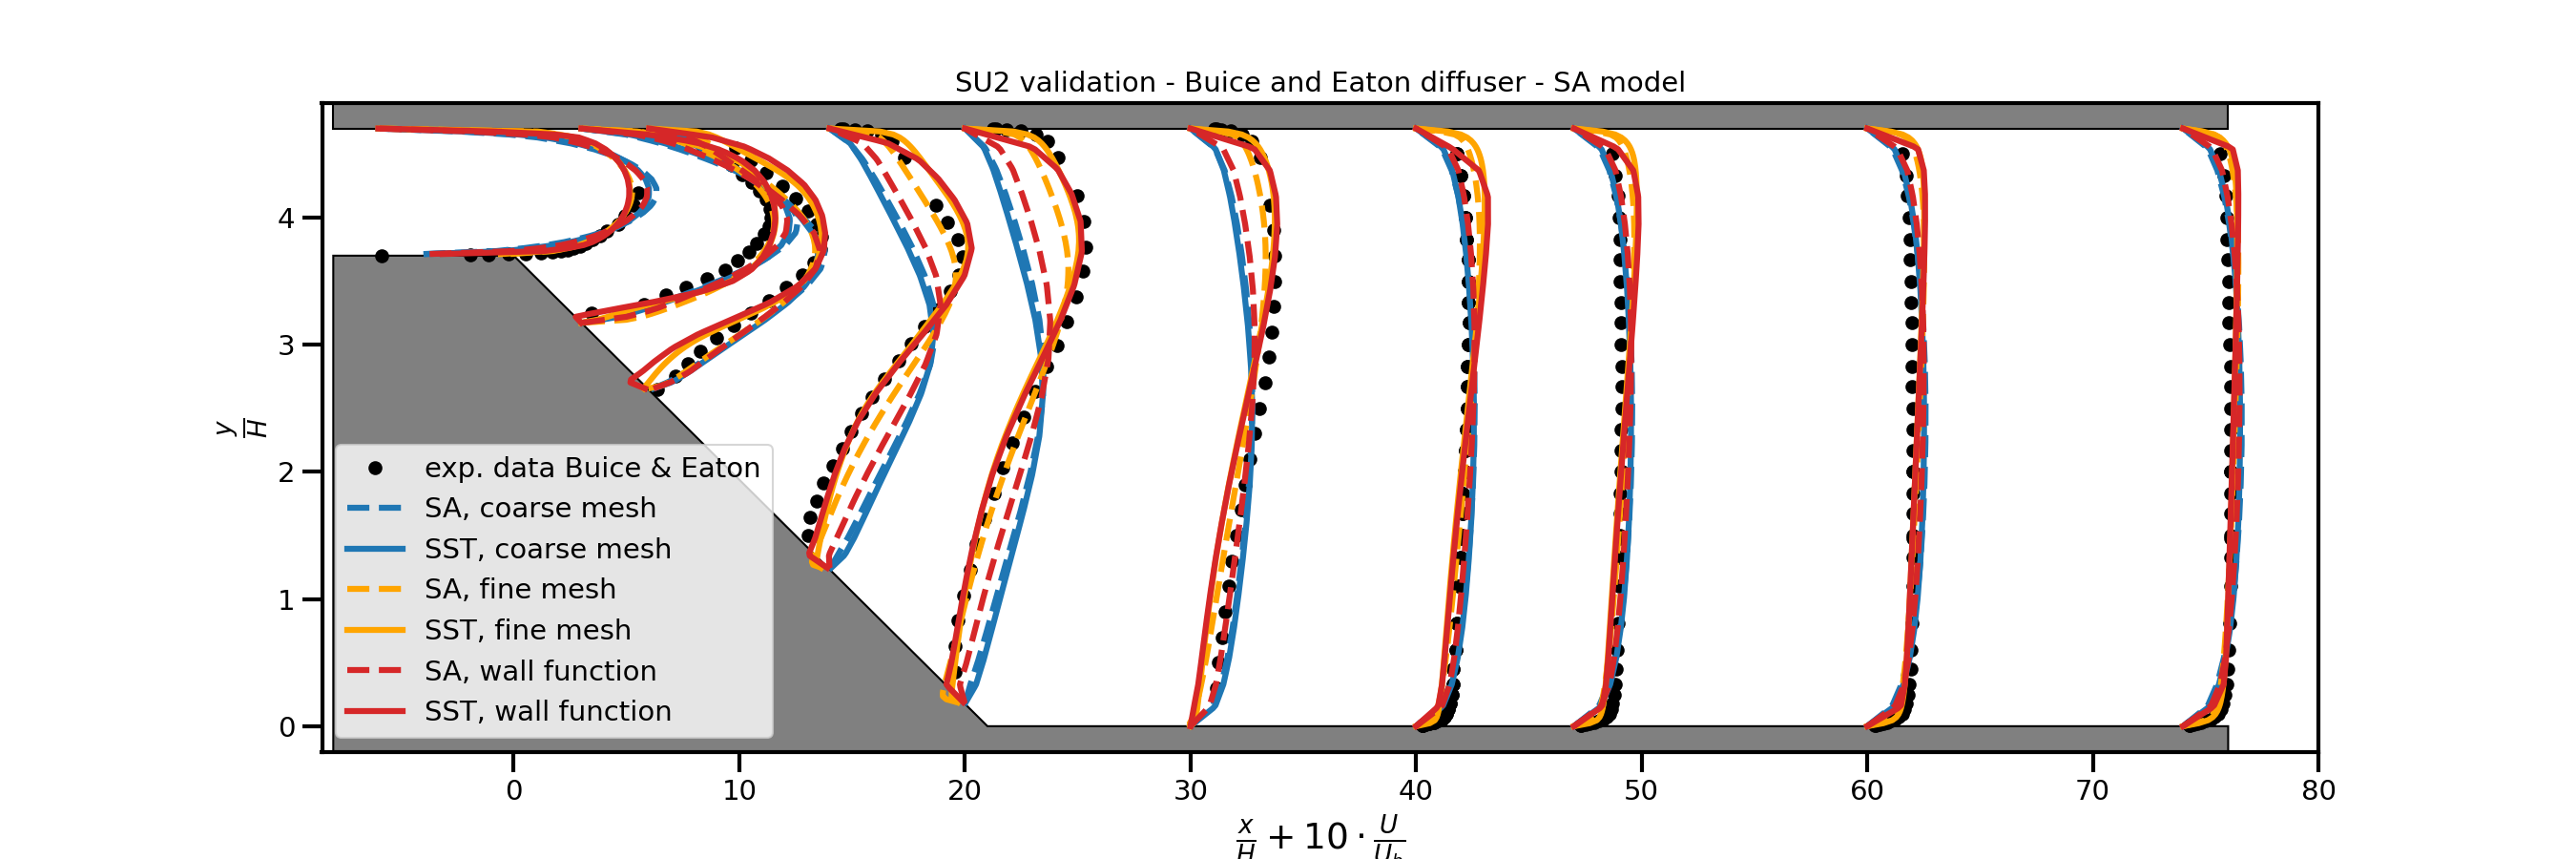 SU2 validation - Buice and Eaton diffuser - SA model
4
3
2
1
0
y/H
exp. data Buice & Eaton
SA, coarse mesh
SST, coarse mesh
SA, fine mesh
SST, fine mesh
SA, wall function
SST, wall function
0 10 20 30 40 50 60 70 80
x/H + 10 · U/U_b